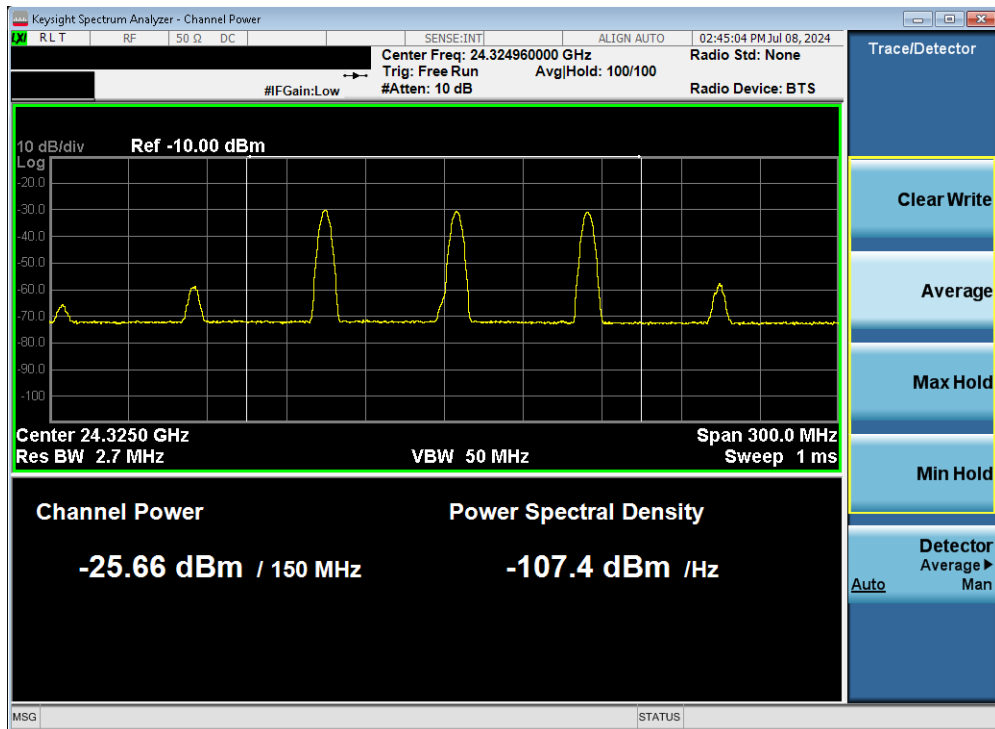 Keysight Spectrum Analyzer - Channel Power
LXI RLT RF 50 Ω DC SENSE:INT ALIGN AUTO 02:45:04 PM Jul 08, 2024
Center Freq: 24.324960000 GHz Radio Std: None
Trig: Free Run Avg|Hold: 100/100
#IFGain:Low #Atten: 10 dB Radio Device: BTS
Trace/Detector
10 dB/div Ref -10.00 dBm
Log
-20.0
-30.0
-40.0
-50.0
-60.0
-70.0
-80.0
-90.0
-100
Center 24.3250 GHz Span 300.0 MHz
Res BW 2.7 MHz VBW 50 MHz Sweep 1 ms
Channel Power Power Spectral Density
-25.66 dBm / 150 MHz -107.4 dBm /Hz
Clear Write
Average
Max Hold
Min Hold
Detector
Average▶
Auto Man
MSG STATUS